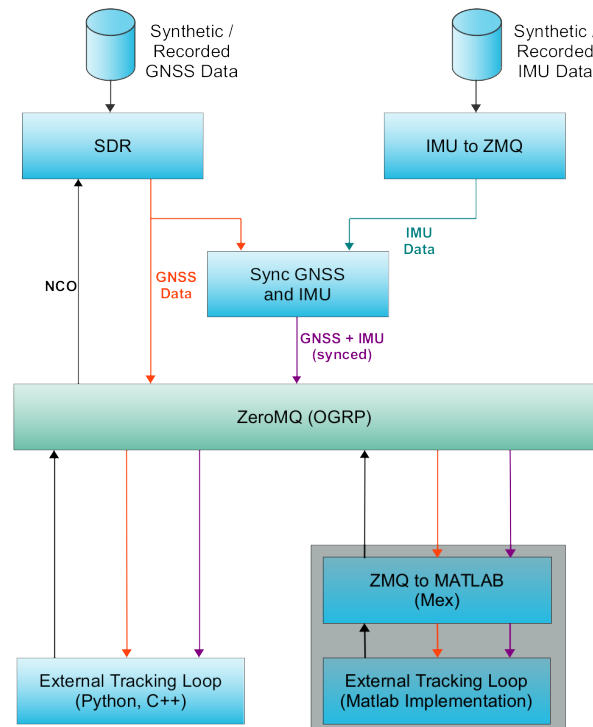 Synthetic /
Recorded
GNSS Data
Synthetic /
Recorded
IMU Data
SDR
IMU to ZMQ
IMU
Data
NCO
GNSS
Data
Sync GNSS
and IMU
GNSS + IMU
(synced)
ZeroMQ (OGRP)
ZMQ to MATLAB
(Mex)
External Tracking Loop
(Python, C++)
External Tracking Loop
(Matlab Implementation)